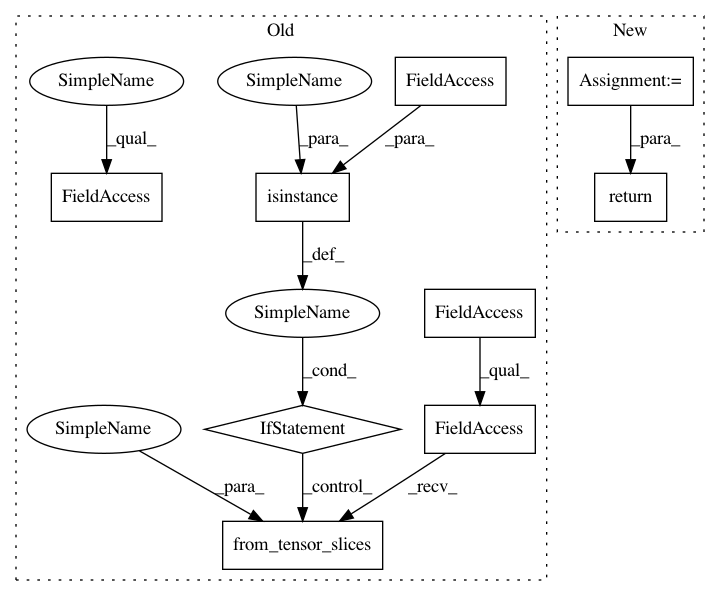 Old
New
SimpleName
SimpleName
FieldAccess
Assignment:=
_qual_
_para_
_para_
_para_
FieldAccess
isinstance
return
_def_
SimpleName
FieldAccess
_cond_
_qual_
SimpleName
IfStatement
FieldAccess
_para_
_control_
_recv_
from_tensor_slices